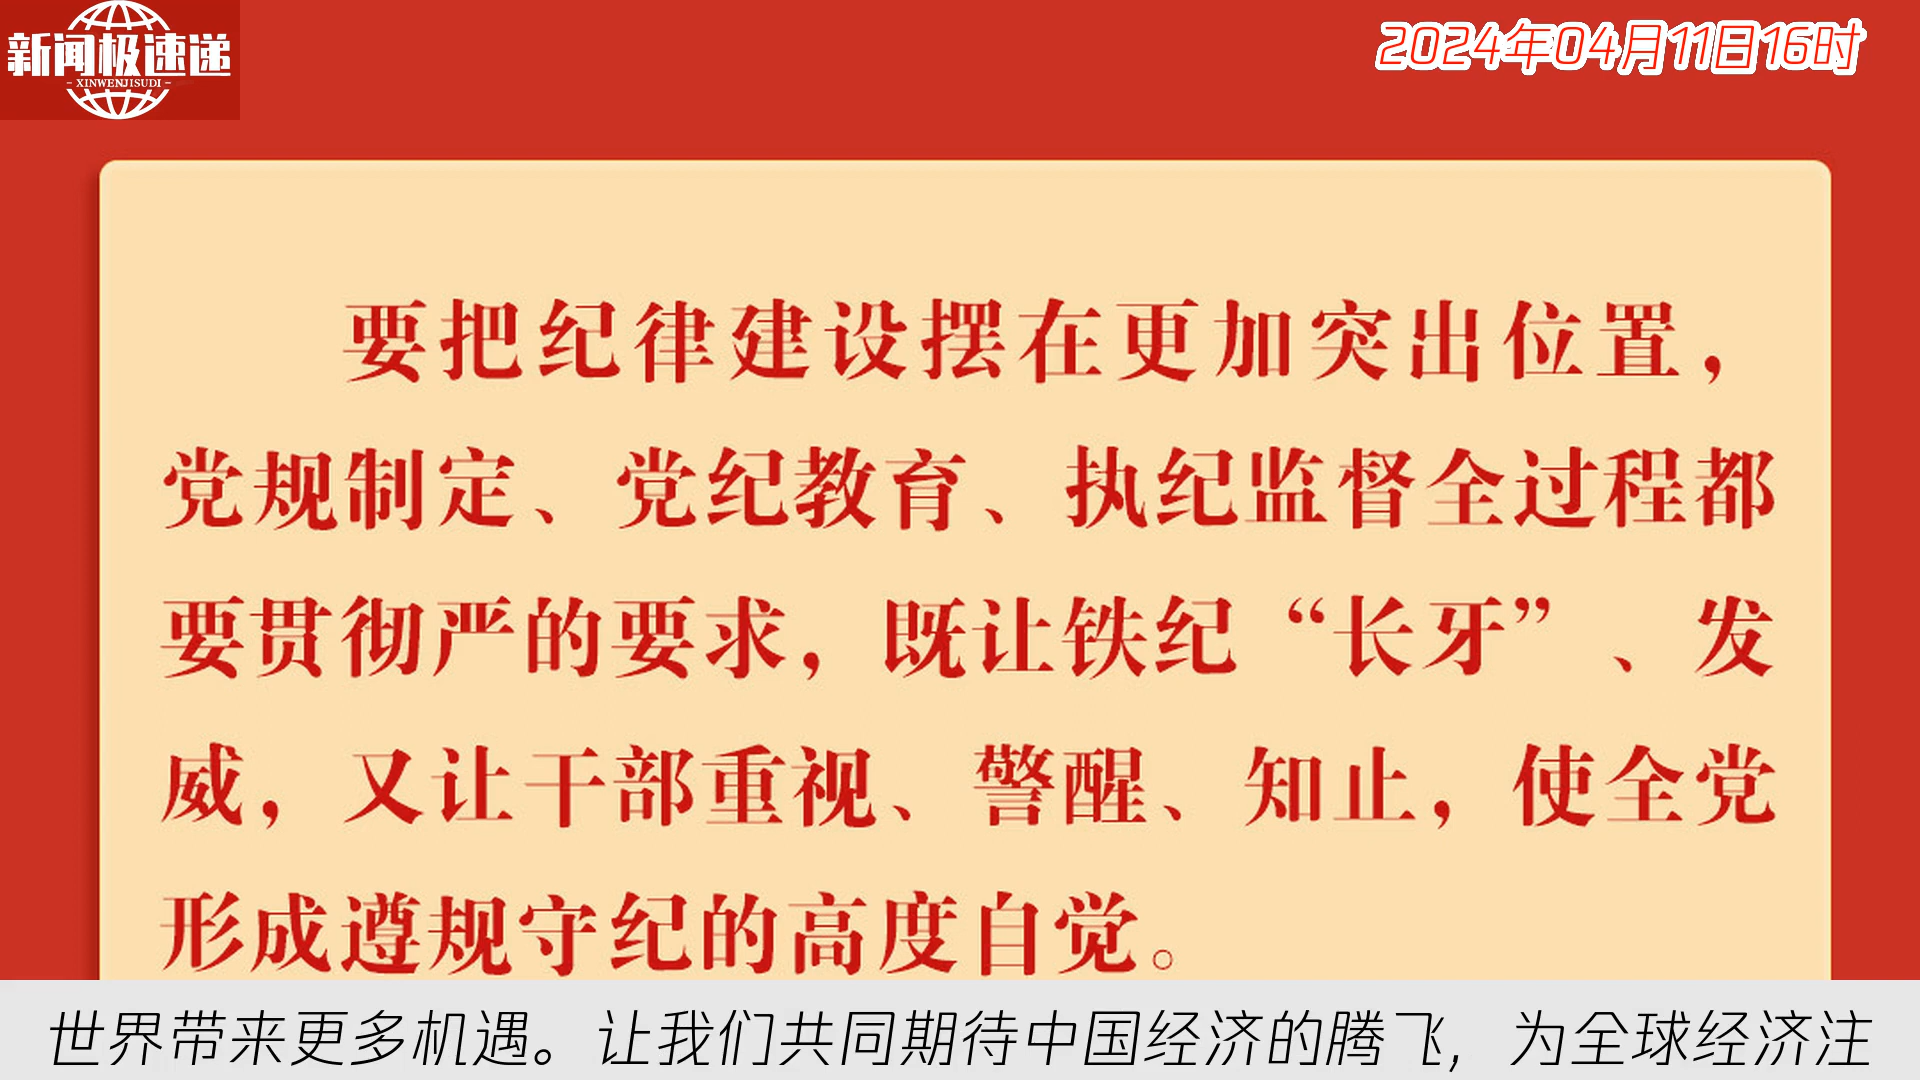 新闻极速递
-XINWENJISUDI-
2024年04月11日16时
要把纪律建设摆在更加突出位置，
党规制定、党纪教育、执纪监督全过程都
要贯彻严的要求，既让铁纪“长牙”、发
威，又让干部重视、警醒、知止，使全党
形成遵规守纪的高度自觉。
世界带来更多机遇。让我们共同期待中国经济的腾飞，为全球经济注